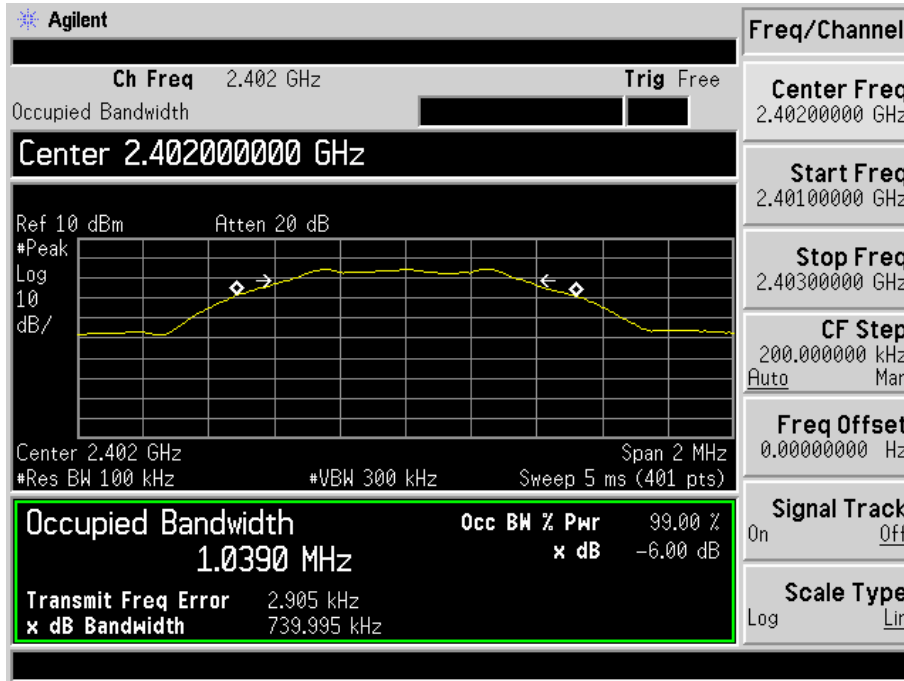 Agilent
Freq/Channel
Ch Freq 2.402 GHz Trig Free
Occupied Bandwidth
Center 2.402000000 GHz
Ref 10 dBm Atten 20 dB
#Peak
Log
10
dB/
Center 2.402 GHz Span 2 MHz
#Res BW 100 kHz #VBW 300 kHz Sweep 5 ms (401 pts)
Occupied Bandwidth
1.0390 MHz
Occ BW % Pwr 99.00 %
x dB -6.00 dB
Transmit Freq Error 2.905 kHz
x dB Bandwidth 739.995 kHz
Center Freq
2.40200000 GHz
Start Freq
2.40100000 GHz
Stop Freq
2.40300000 GHz
CF Step
200.000000 kHz
Auto Man
Freq Offset
0.00000000 Hz
Signal Track
On Off
Scale Type
Log Lin